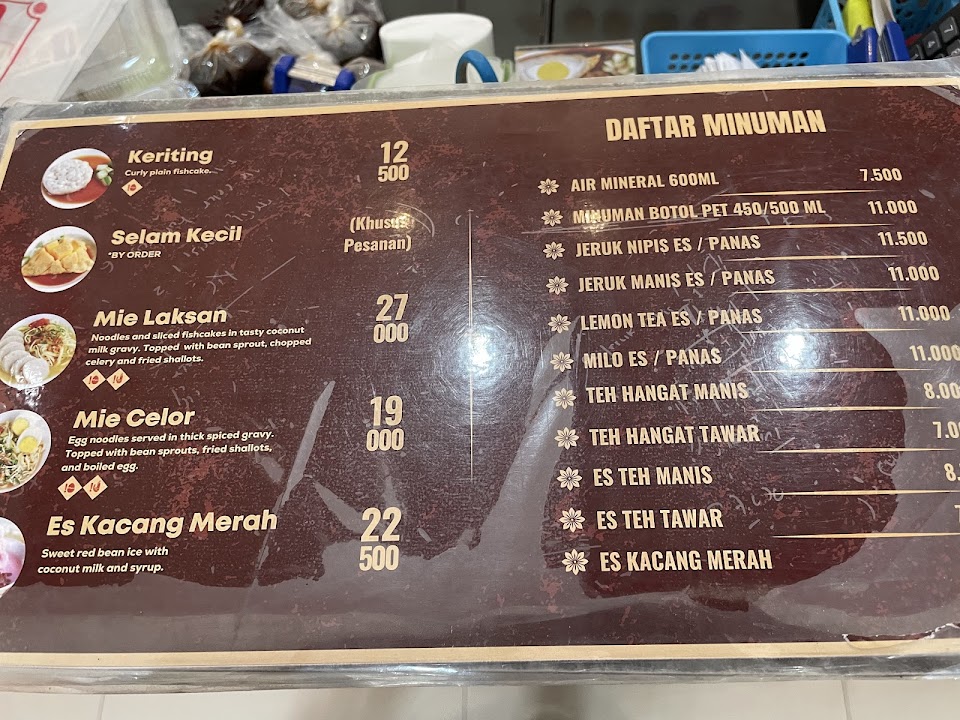 Keriting
12
500
Curly plain fishcake.
Selam Kecil
*BY ORDER
(Khusus
Pesanan)
Mie Laksan
27
000
Noodles and sliced fishcakes in tasty coconut
milk gravy. Topped with bean sprout, chopped
celery and fried shallots.
Mie Celor
19
000
Egg noodles served in thick spiced gravy.
Topped with bean sprouts, fried shallots,
and boiled egg.
Es Kacang Merah
22
500
Sweet red bean ice with
coconut milk and syrup.
DAFTAR MINUMAN
AIR MINERAL 600ML 7.500
MINUMAN BOTOL PET 450/500 ML 11.000
JERUK NIPIS ES / PANAS 11.500
JERUK MANIS ES / PANAS 11.000
LEMON TEA ES / PANAS 11.000
MILO ES / PANAS 11.000
TEH HANGAT MANIS 8.00
TEH HANGAT TAWAR 7.0
ES TEH MANIS 8.
ES TEH TAWAR 7
ES KACANG MERAH